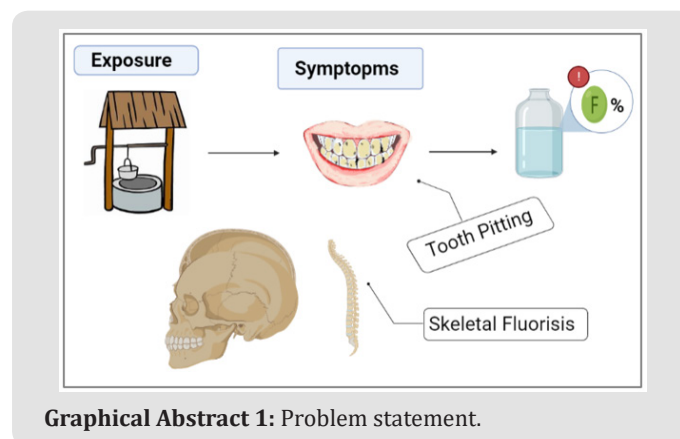 Exposure
Symptopms
!
F %
Tooth Pitting
Skeletal Fluorisis
Graphical Abstract 1: Problem statement.